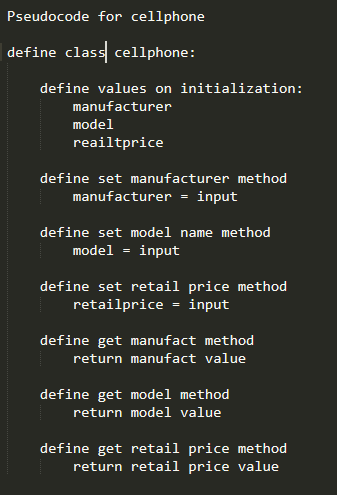 Pseudocode for cellphone
define class cellphone:
define values on initialization:
manufacturer
model
reailtprice
define set manufacturer method
manufacturer = input
define set model name method
model = input
define set retail price method
retailprice = input
define get manufact method
return manufact value
define get model method
return model value
define get retail price method
return retail price value